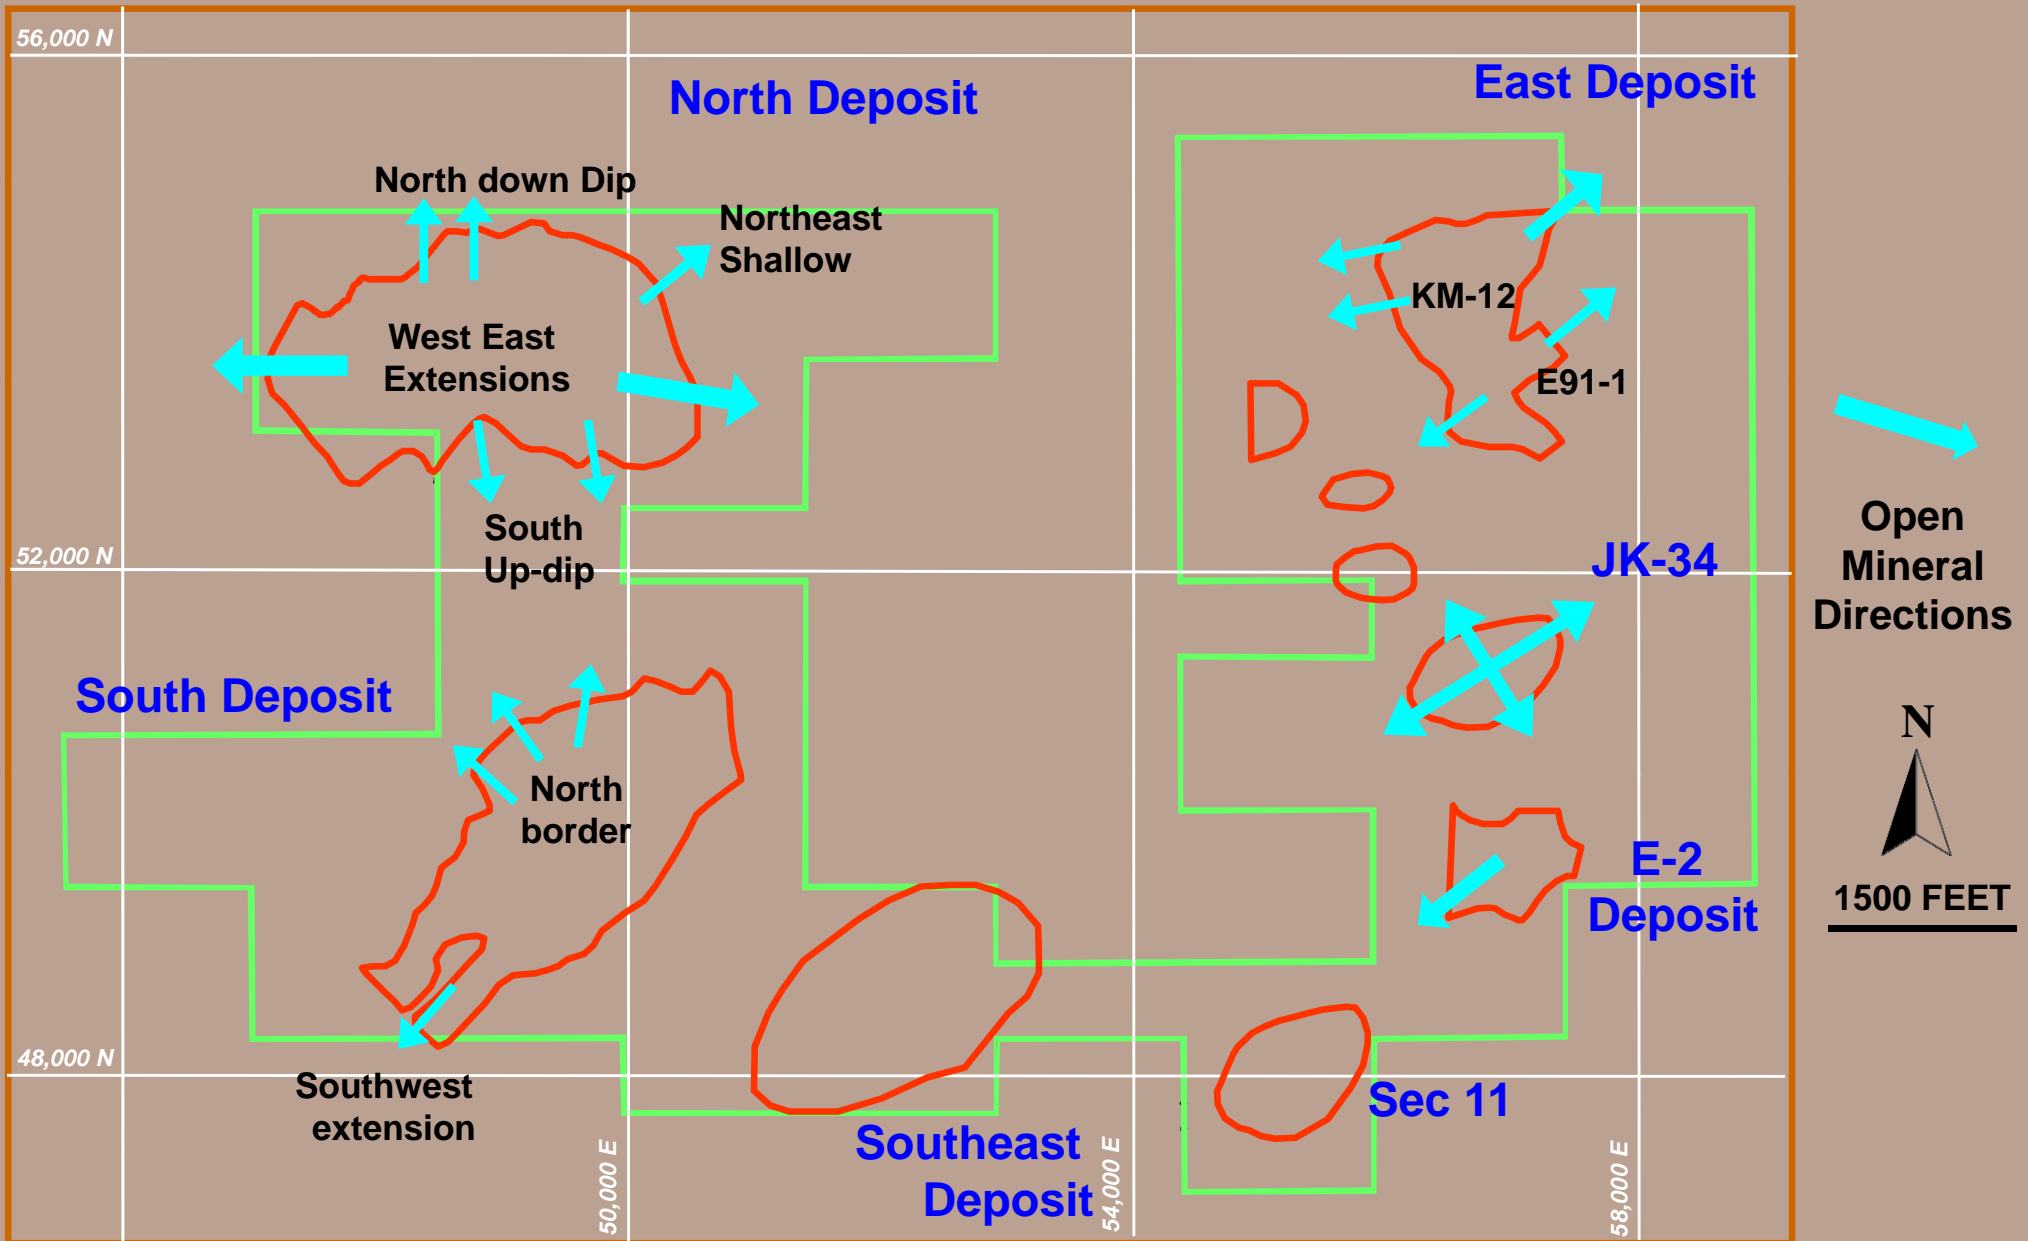 56,000 N
North Deposit
East Deposit
North down Dip
Northeast
Shallow
West East
Extensions
KM-12
E91-1
South
Up-dip
52,000 N
JK-34
Open
Mineral
Directions
South Deposit
North
border
N
E-2
Deposit
1500 FEET
48,000 N
Southwest
extension
Sec 11
Southeast
Deposit
50,000 E
54,000 E
58,000 E